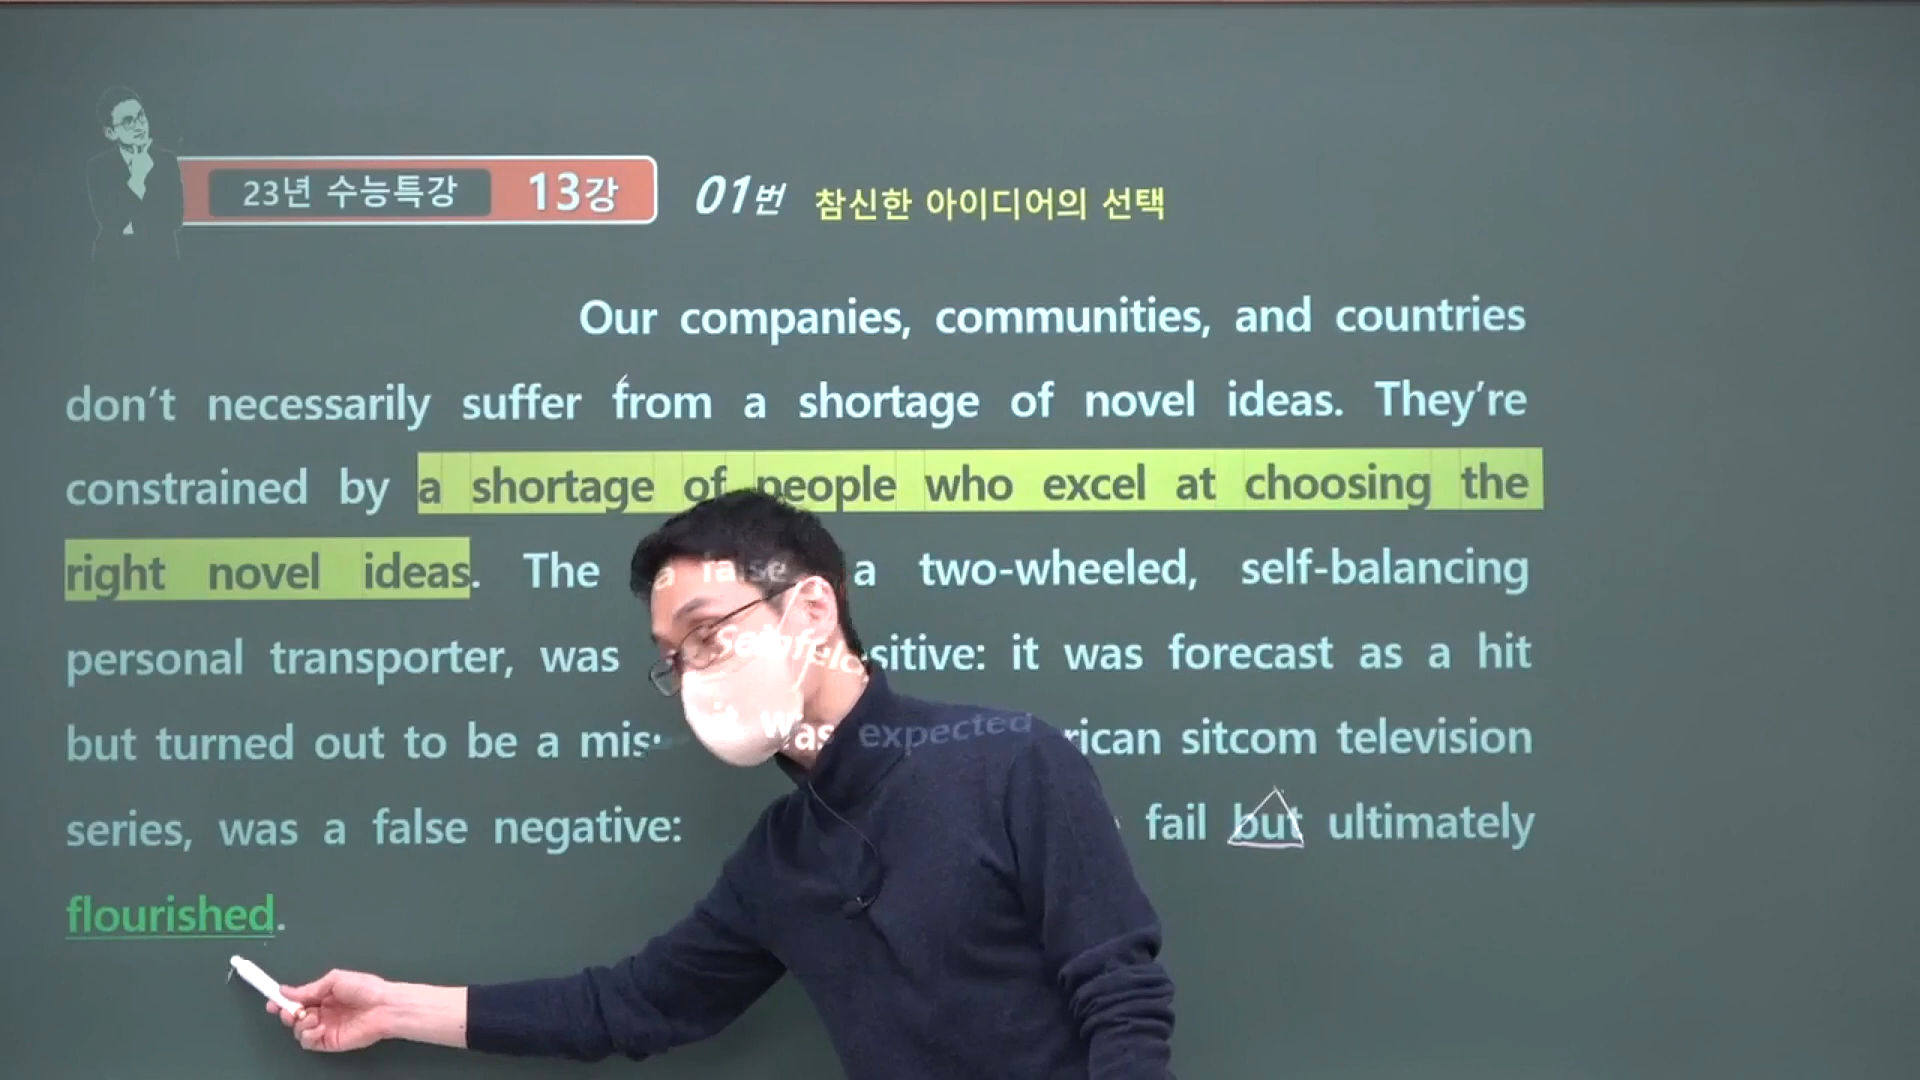 23년 수능특강 13강 01번 참신한 아이디어의 선택
Our companies, communities, and countries
don't necessarily suffer from a shortage of novel ideas. They're
constrained by a shortage of people who excel at choosing the
right novel ideas. The a two-wheeled, self-balancing
personal transporter, was it was forecast as a hit
but turned out to be a television sitcom
series, was a false negative: it was expected fail but ultimately
flourished.